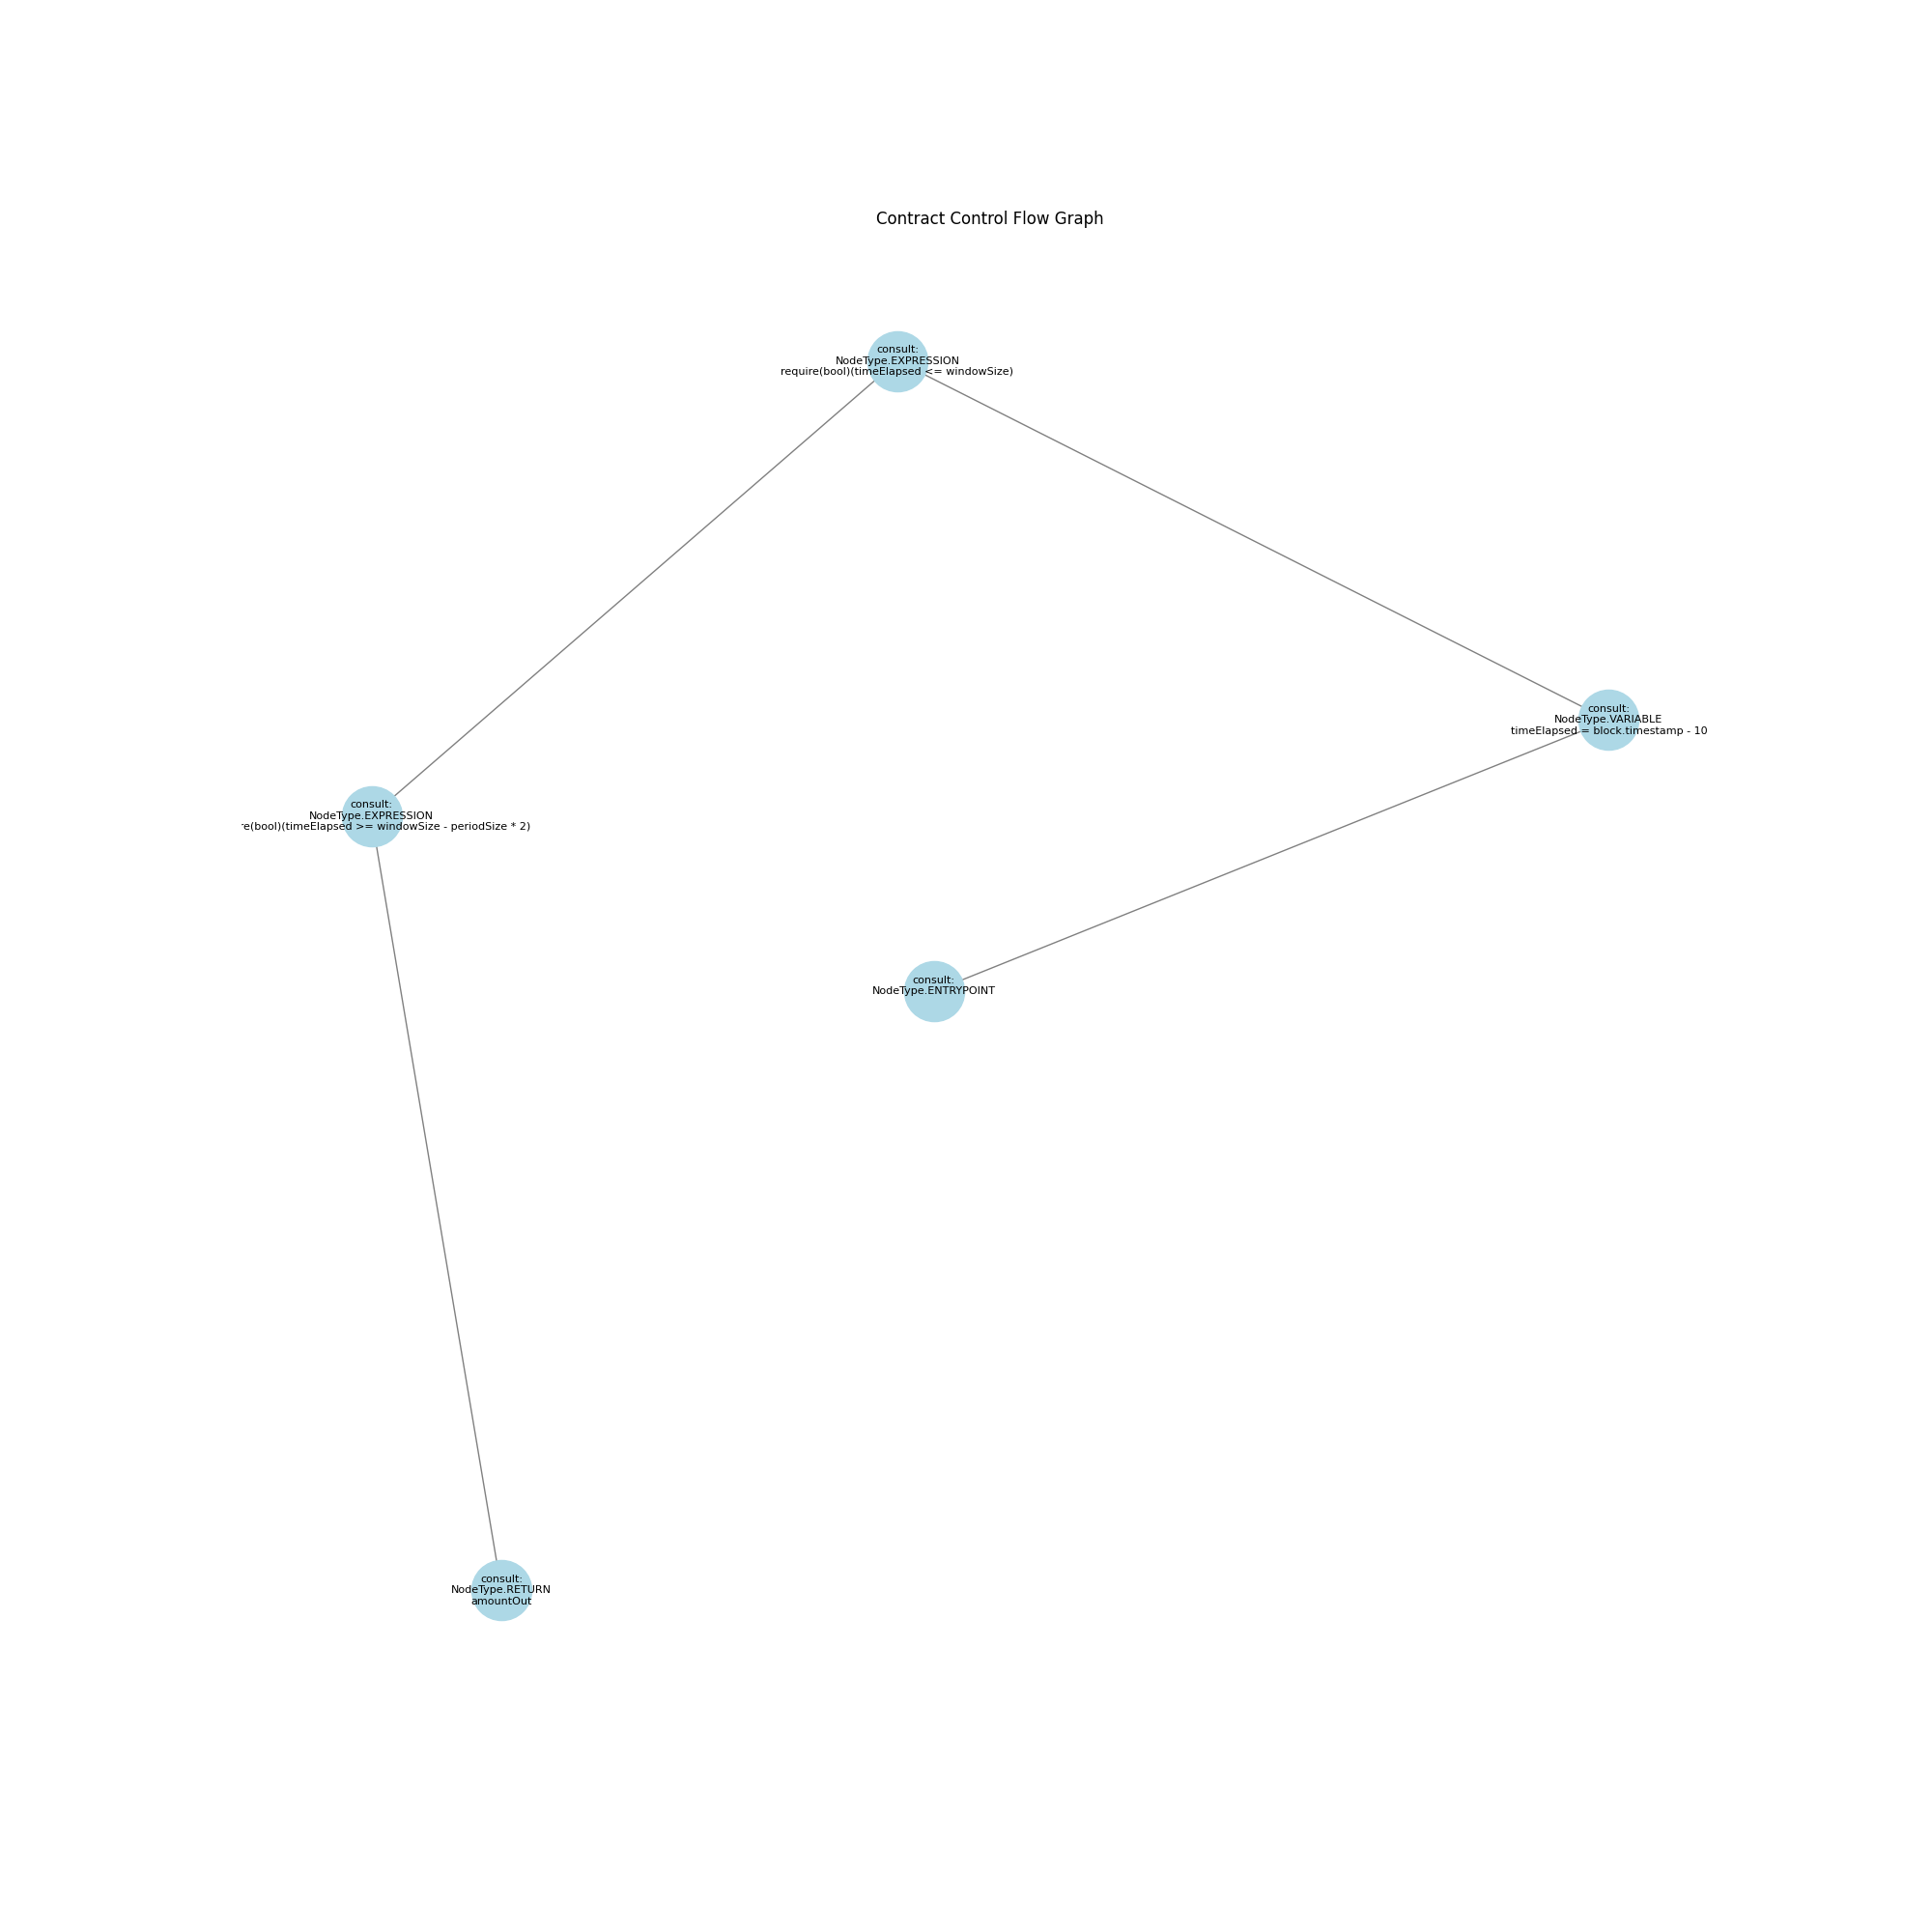 Contract Control Flow Graph
consult:
NodeType.EXPRESSION
require(bool)(timeElapsed <= windowSize)
consult:
NodeType.VARIABLE
timeElapsed = block.timestamp - 10
consult:
NodeType.EXPRESSION
re(bool)(timeElapsed >= windowSize - periodSize * 2)
consult:
NodeType.ENTRYPOINT
consult:
NodeType.RETURN
amountOut